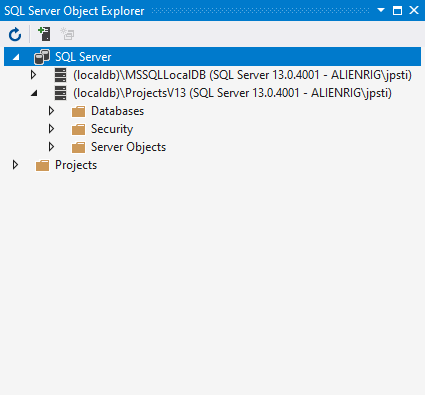 SQL Server Object Explorer
SQL Server
(localdb)\MSSQLLocalDB (SQL Server 13.0.4001 - ALIENRIG\jpsti)
(localdb)\ProjectsV13 (SQL Server 13.0.4001 - ALIENRIG\jpsti)
Databases
Security
Server Objects
Projects